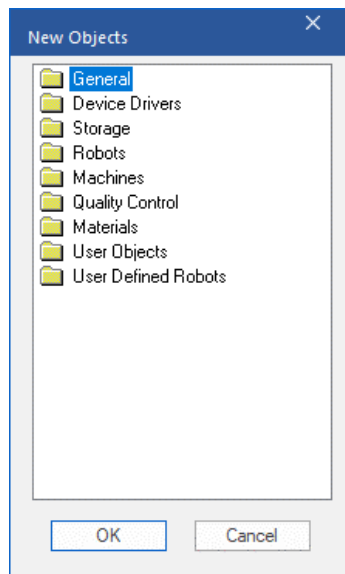 New Objects
General
Device Drivers
Storage
Robots
Machines
Quality Control
Materials
User Objects
User Defined Robots
OK
Cancel